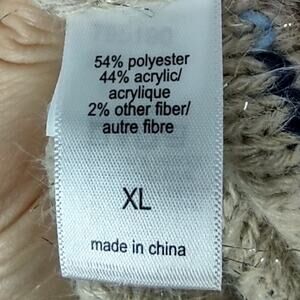 54% polyester
44% acrylic/
acrylique
2% other fiber/
autre fibre
XL
made in china